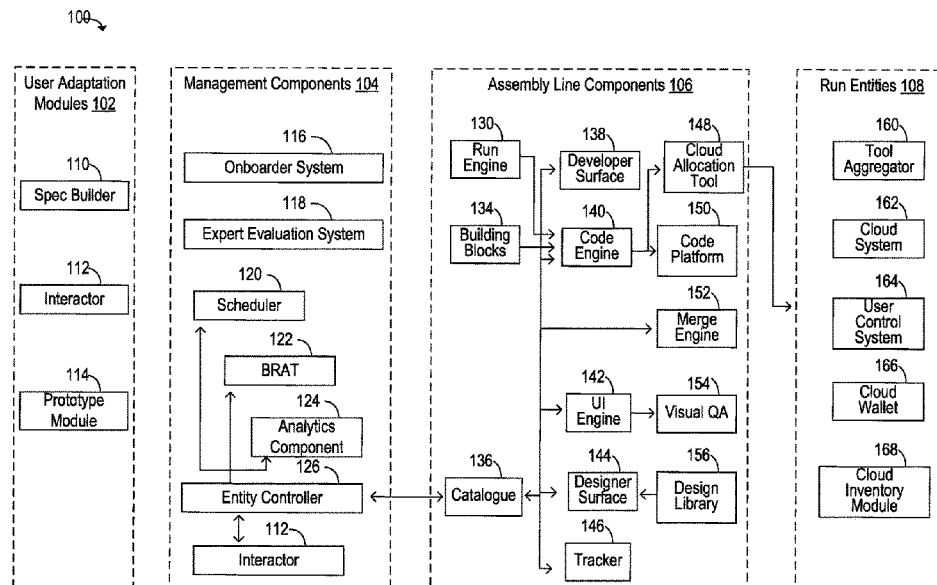 100
User Adaptation
Modules 102
110
Spec Builder
112
Interactor
114
Prototype
Module
Management Components 104
116
Onboarder System
118
Expert Evaluation System
120
Scheduler
122
BRAT
124
Analytics
Component
126
Entity Controller
112
Interactor
Assembly Line Components 106
130
Run
Engine
134
Building
Blocks
136
Catalogue
138
Developer
Surface
140
Code
Engine
142
UI
Engine
144
Designer
Surface
146
Tracker
148
Cloud
Allocation
Tool
150
Code
Platform
152
Merge
Engine
154
Visual QA
156
Design
Library
Run Entities 108
160
Tool
Aggregator
162
Cloud
System
164
User
Control
System
166
Cloud
Wallet
168
Cloud
Inventory
Module